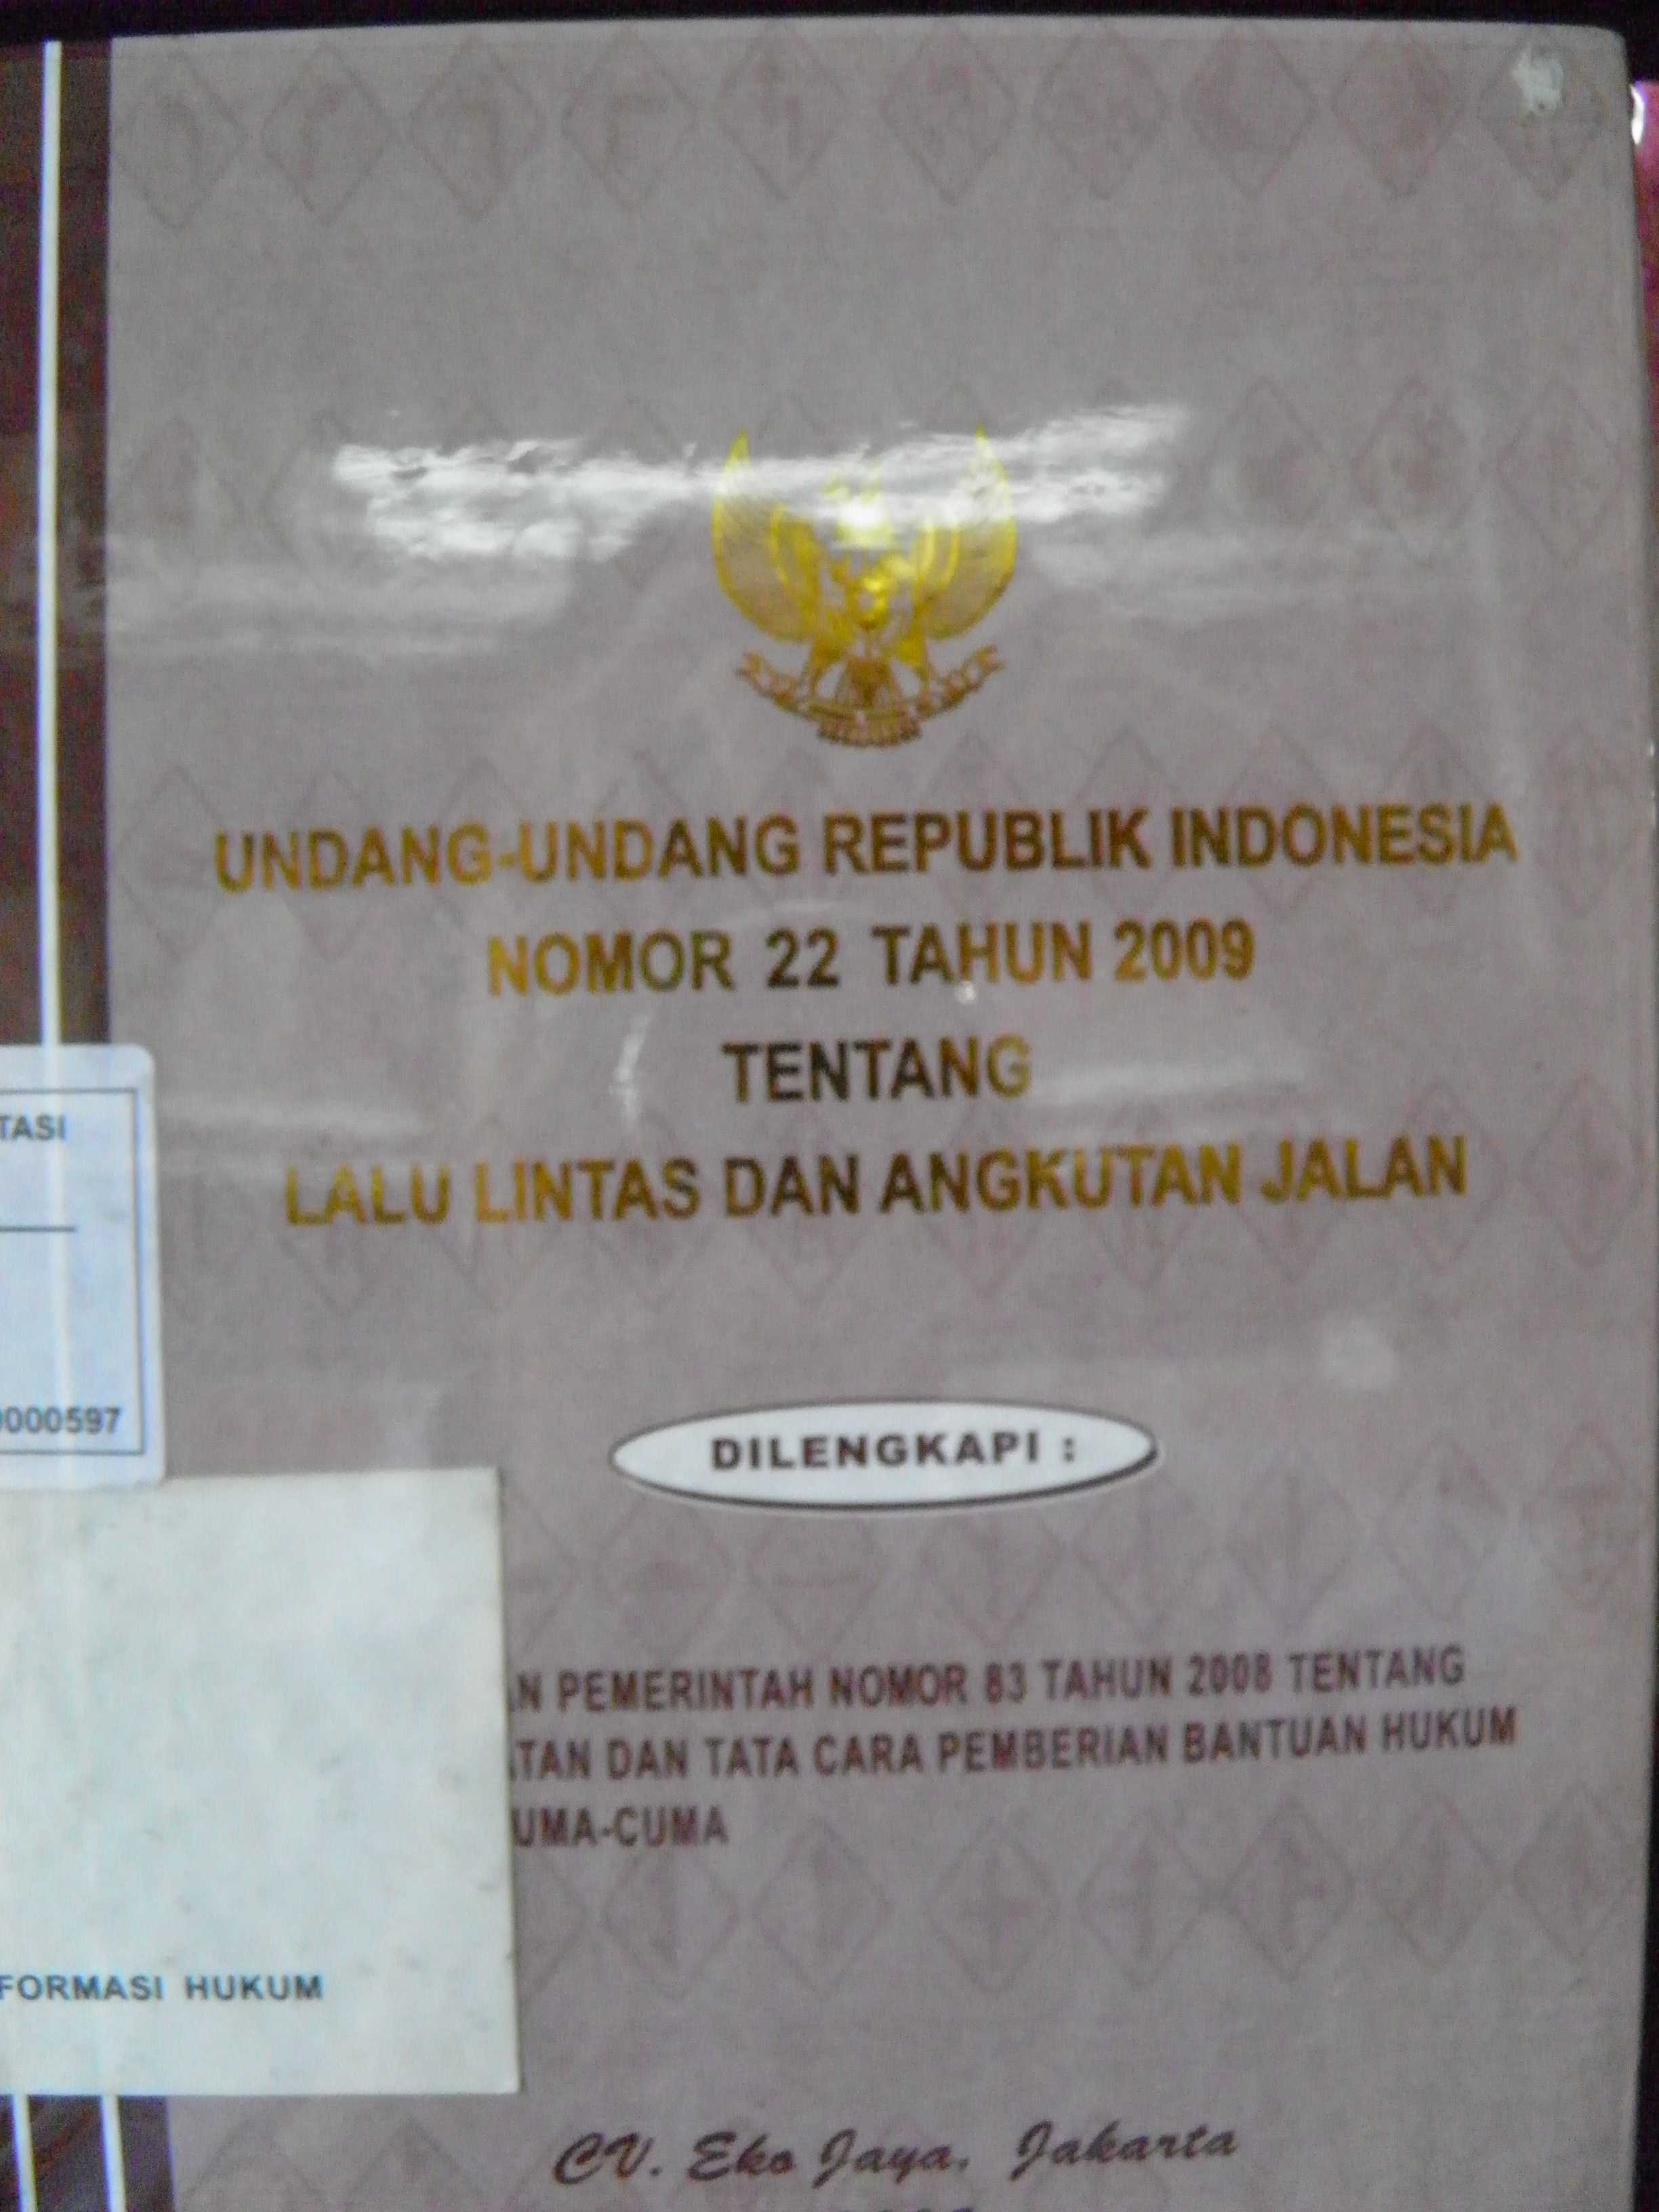 UNDANG-UNDANG REPUBLIK INDONESIA
NOMOR 22 TAHUN 2009
TENTANG
LALU LINTAS DAN ANGKUTAN JALAN
TASI
0000597
DILENGKAPI :
AN PEMERINTAH NOMOR 83 TAHUN 2008 TENTANG
TAN DAN TATA CARA PEMBERIAN BANTUAN HUKUM
UMA-CUMA
FORMASI HUKUM
CV. Eko Jaya, Jakarta